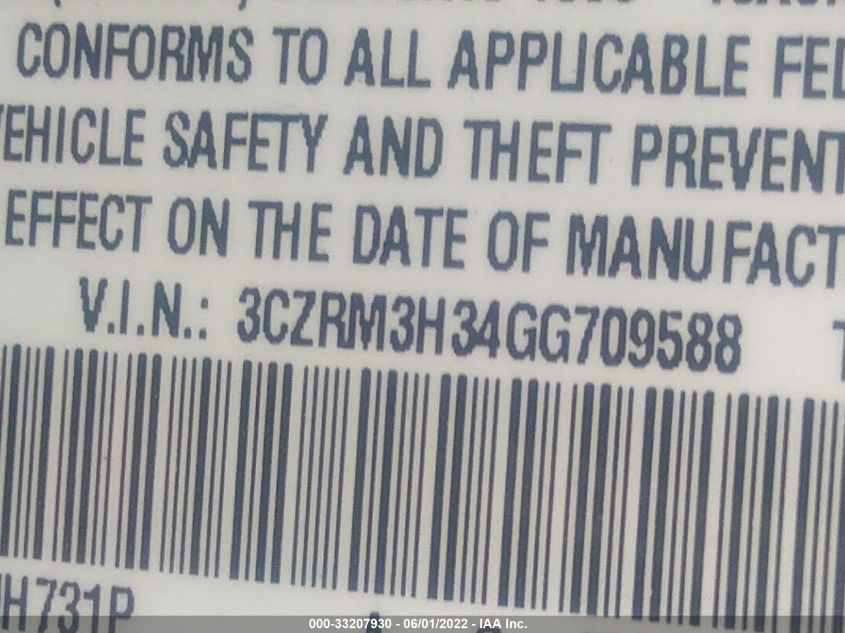 CONFORMS TO ALL APPLICABLE FED
VEHICLE SAFETY AND THEFT PREVENT
EFFECT ON THE DATE OF MANUFACT
V.I.N.: 3CZRM3H34GG709588 T
H731P
000-33207930 - 06/01/2022 - IAA Inc.